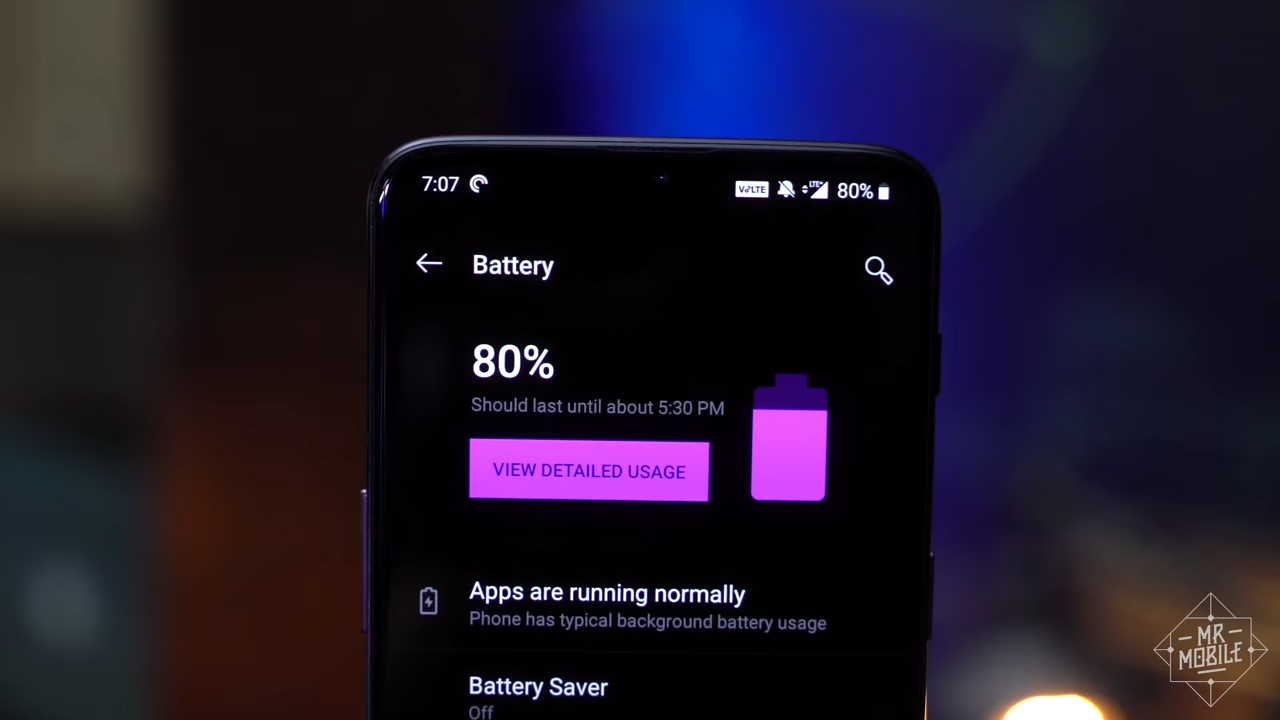 7:07 VoLTE LTE+ 80%
Battery
80%
Should last until about 5:30 PM
VIEW DETAILED USAGE
Apps are running normally
Phone has typical background battery usage
Battery Saver
Off
MR
MOBILE